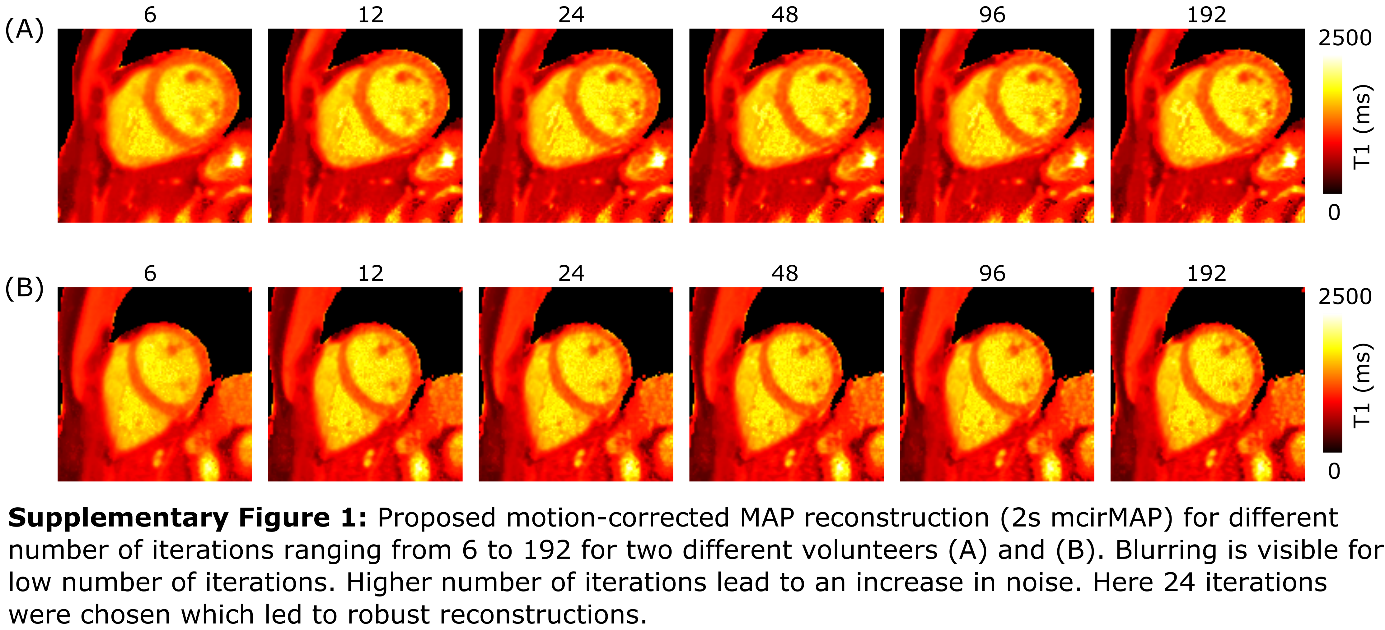 (A)
6 12 24 48 96 192
2500
T1 (ms)
0
(B)
6 12 24 48 96 192
2500
T1 (ms)
0
Supplementary Figure 1: Proposed motion-corrected MAP reconstruction (2s mcirMAP) for different
number of iterations ranging from 6 to 192 for two different volunteers (A) and (B). Blurring is visible for
low number of iterations. Higher number of iterations lead to an increase in noise. Here 24 iterations
were chosen which led to robust reconstructions.